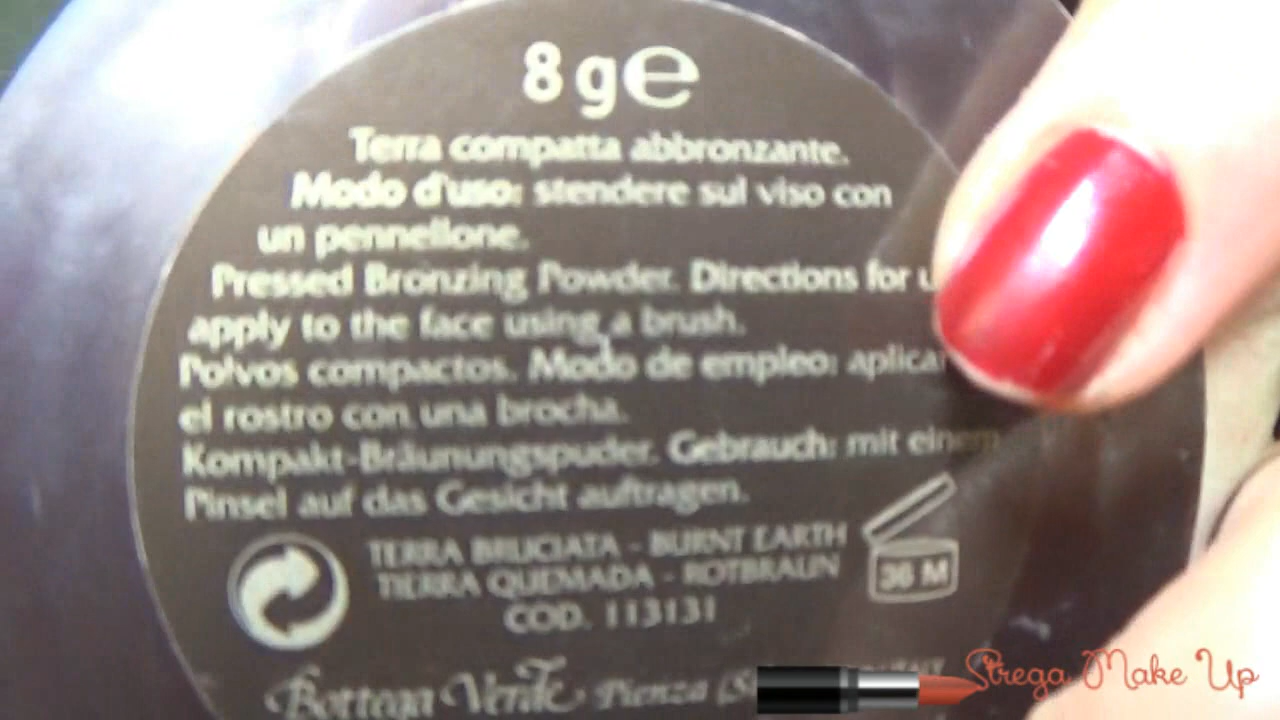 8 g e
Terra compatta abbronzante.
Modo d'uso: stendere sul viso con
un pennellone.
Pressed Bronzing Powder. Directions for u
apply to the face using a brush.
Polvos compactos. Modo de empleo: aplicar
el rostro con una brocha.
Kompakt-Bräunungspuder. Gebrauch: mit einem
Pinsel auf das Gesicht auftragen.
TERRA BRUCIATA - BURNT EARTH
TIERRA QUEMADA - ROTBRAUN
36 M
COD. 113131
Bottega Verde Pienza (S
Strega Make Up